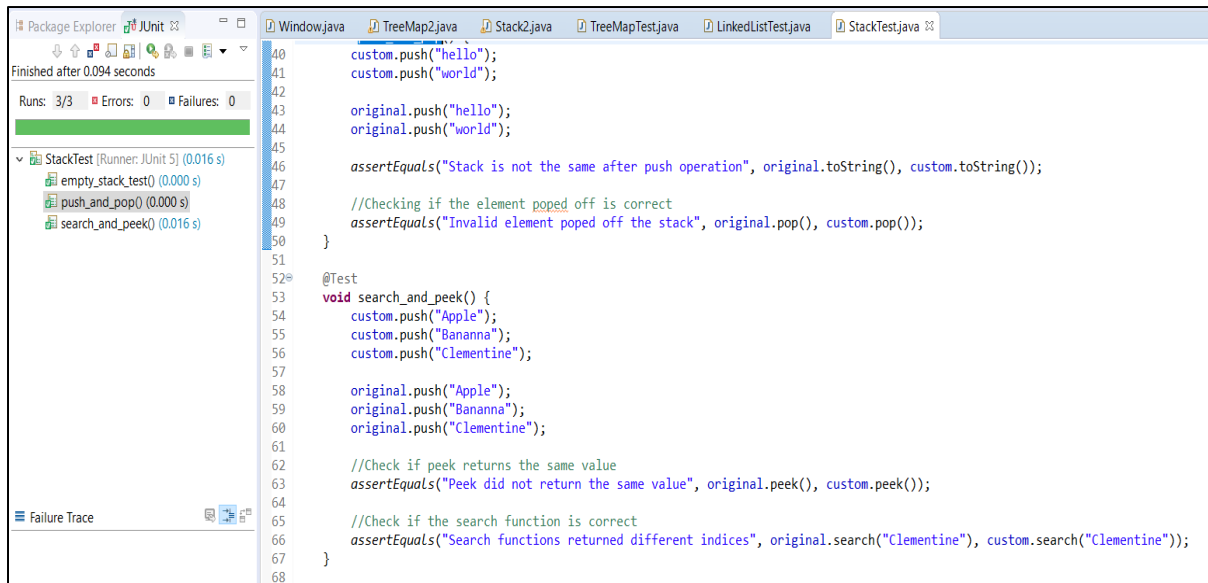 Package Explorer JUnit
Finished after 0.094 seconds
Runs: 3/3 Errors: 0 Failures: 0
StackTest [Runner: JUnit 5] (0.016 s)
empty_stack_test() (0.000 s)
push_and_pop() (0.000 s)
search_and_peek() (0.016 s)
Failure Trace
Window.java TreeMap2.java Stack2.java TreeMapTest.java LinkedListTest.java StackTest.java
40 custom.push("hello");
41 custom.push("world");
42
43 original.push("hello");
44 original.push("world");
45
46 assertEquals("Stack is not the same after push operation", original.toString(), custom.toString());
47
48 //Checking if the element poped off is correct
49 assertEquals("Invalid element poped off the stack", original.pop(), custom.pop());
50 }
51
52 @Test
53 void search_and_peek() {
54 custom.push("Apple");
55 custom.push("Bananna");
56 custom.push("Clementine");
57
58 original.push("Apple");
59 original.push("Bananna");
60 original.push("Clementine");
61
62 //Check if peek returns the same value
63 assertEquals("Peek did not return the same value", original.peek(), custom.peek());
64
65 //Check if the search function is correct
66 assertEquals("Search functions returned different indices", original.search("Clementine"), custom.search("Clementine"));
67 }
68